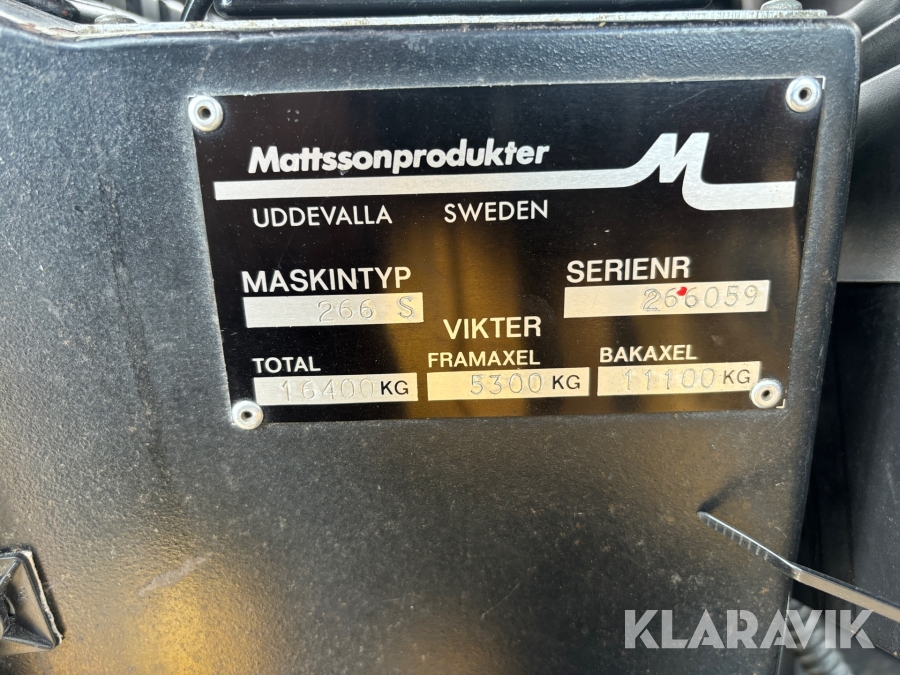 Mattssonprodukter M
UDDEVALLA SWEDEN
MASKINTYP SERIENR
266 S 266059
VIKTER
TOTAL FRAMAXEL BAKAXEL
16400 KG 5300 KG 11100 KG
KLARAVIK